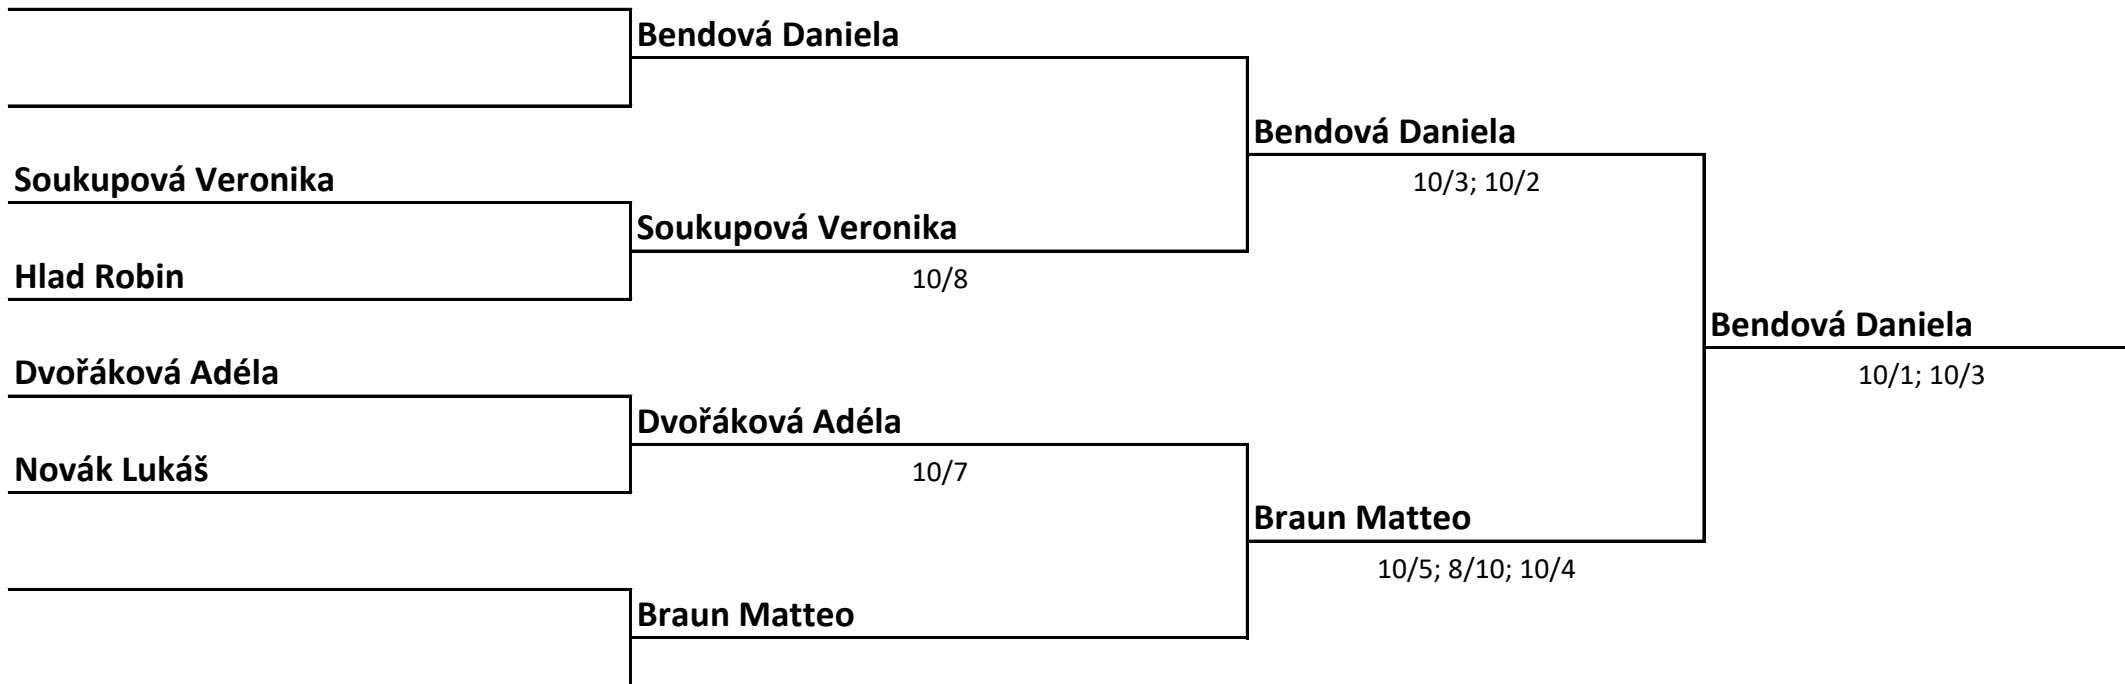 Bendová Daniela
Bendová Daniela
Soukupová Veronika
10/3; 10/2
Soukupová Veronika
Hlad Robin
10/8
Bendová Daniela
Dvořáková Adéla
10/1; 10/3
Dvořáková Adéla
Novák Lukáš
10/7
Braun Matteo
10/5; 8/10; 10/4
Braun Matteo